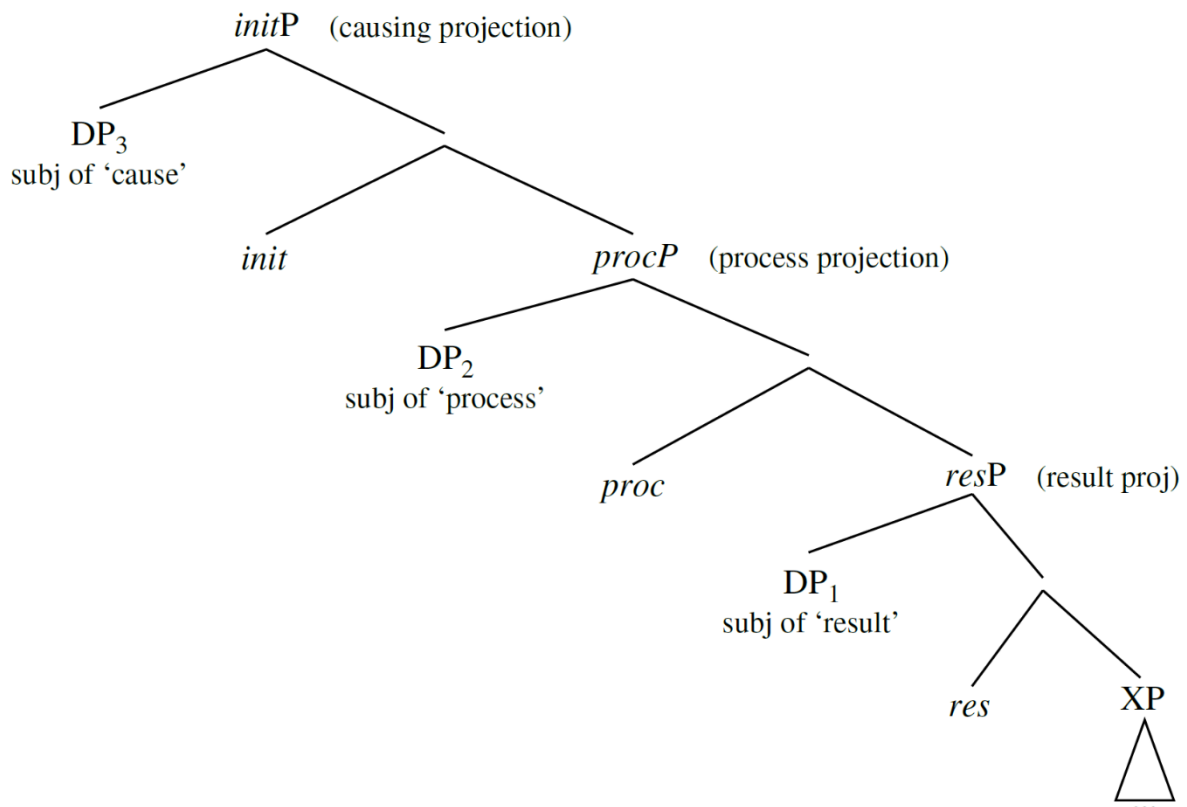 initP (causing projection)
DP₃
subj of ‘cause’
init
procP (process projection)
DP₂
subj of ‘process’
proc
resP (result proj)
DP₁
subj of ‘result’
res
XP